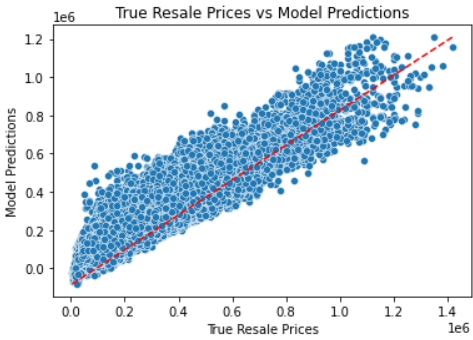 True Resale Prices vs Model Predictions
1e6
1.2
1.0
0.8
0.6
0.4
0.2
0.0
Model Predictions
0.0 0.2 0.4 0.6 0.8 1.0 1.2 1.4
1e6
True Resale Prices